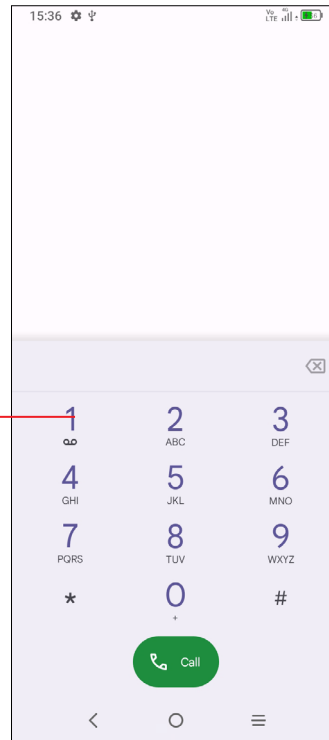 15:36 Vo LTE 4G
1 2 3
ABC DEF
4 5 6
GHI JKL MNO
7 8 9
PQRS TUV WXYZ
* 0 #
+
Call